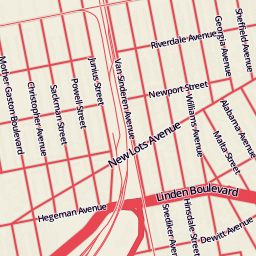 Sheffield Avenue
Georgia Avenue
Riverdale Avenue
Junius Street
Van Sinderen Avenue
Mother Gaston Boulevard
Christopher Avenue
Sackman Street
Powell Street
Newport Street
Williams Avenue
Alabama Avenue
Malta Street
New Lots Avenue
Linden Boulevard
Hegeman Avenue
Snediker Ave
Hinsdale Street
Dewitt Avenue